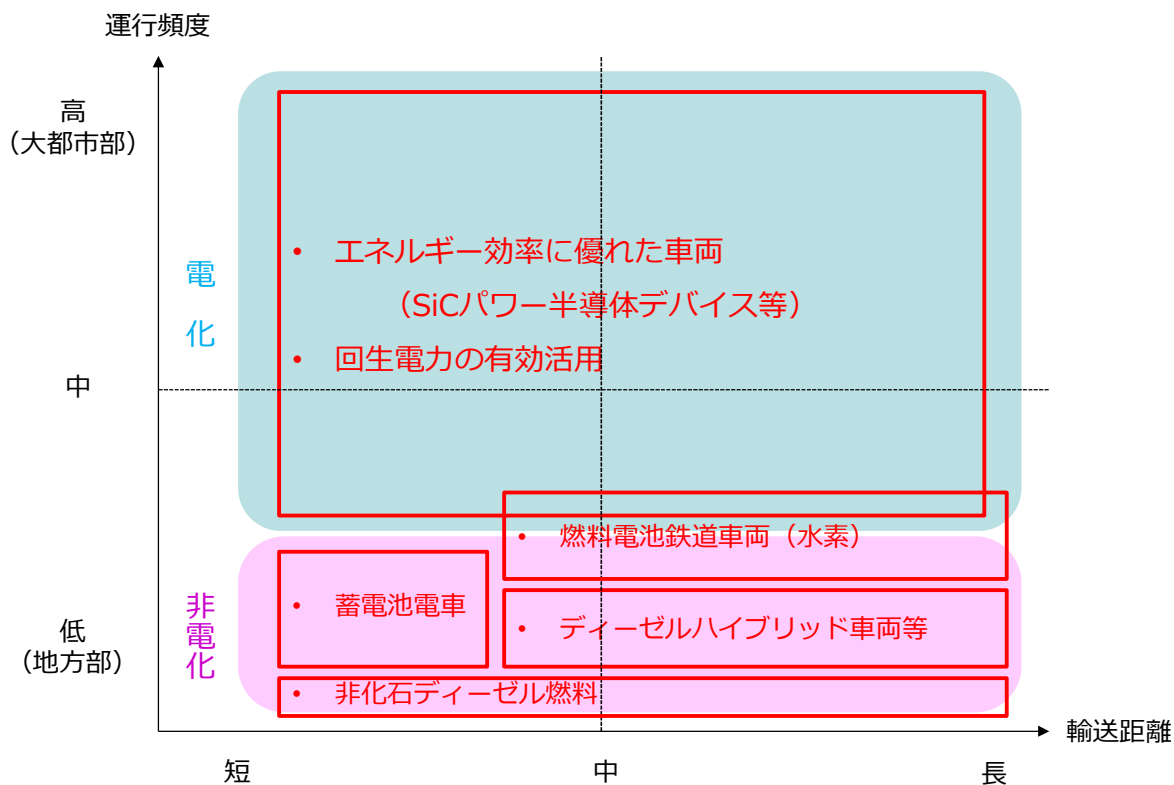 運行頻度
高
（大都市部）
電
化
• エネルギー効率に優れた車両
（SiCパワー半導体デバイス等）
• 回生電力の有効活用
中
• 燃料電池鉄道車両（水素）
非
電
化
• 蓄電池電車
• ディーゼルハイブリッド車両等
低
（地方部）
• 非化石ディーゼル燃料
輸送距離
短
中
長